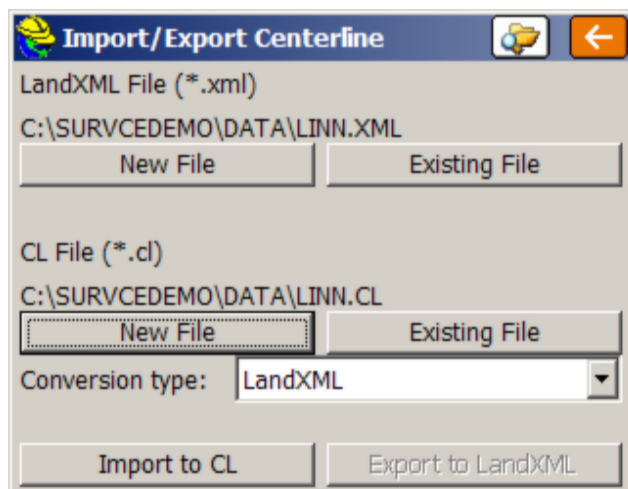 Import/Export Centerline
LandXML File (*.xml)
C:\SURVCEDEMO\DATA\LINN.XML
New File Existing File
CL File (*.cl)
C:\SURVCEDEMO\DATA\LINN.CL
New File Existing File
Conversion type: LandXML
Import to CL Export to LandXML